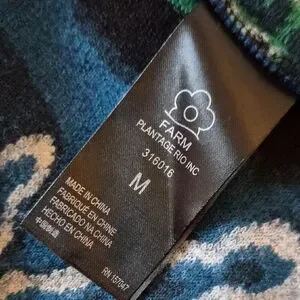 FARM
PLANTAGE RIO INC
316016
M
MADE IN CHINA
FABRIQUE EN CHINE
FABRICADO NA CHINA
HECHO EN CHINA
中国制造
RN 157047